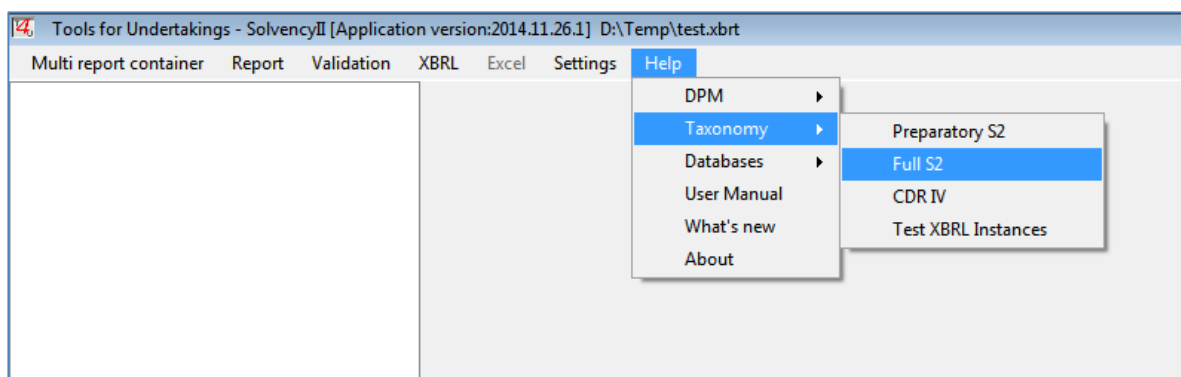 Tools for Undertakings - SolvencyII [Application version:2014.11.26.1] D:\Temp\test.xbrt
Multi report container Report Validation XBRL Excel Settings Help
DPM
Taxonomy
Databases
User Manual
What's new
About
Preparatory S2
Full S2
CDR IV
Test XBRL Instances